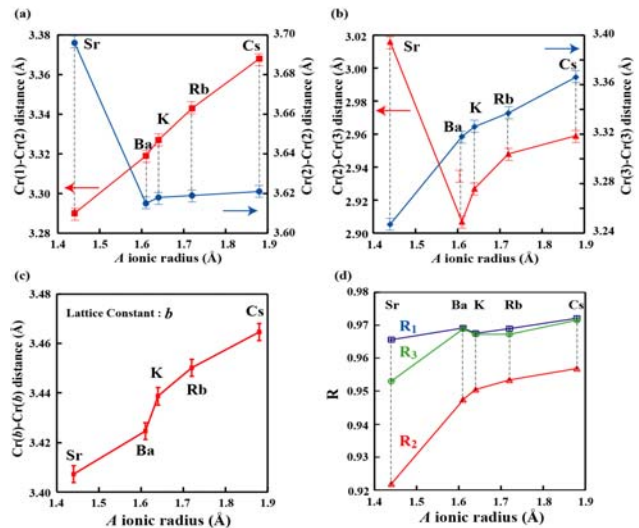 (a)
3.38
3.36
3.34
3.32
3.30
3.28
Cr(1)-Cr(2) distance (Å)
Sr
Ba
K
Rb
Cs
3.70
3.68
3.66
3.64
3.62
3.60
Cr(2)-Cr(2) distance (Å)
1.4 1.5 1.6 1.7 1.8 1.9
A ionic radius (Å)
(b)
3.02
3.00
2.98
2.96
2.94
2.92
2.90
Cr(2)-Cr(3) distance (Å)
Sr
Ba
K
Rb
Cs
3.40
3.36
3.32
3.28
3.24
Cr(3)-Cr(3) distance (Å)
1.4 1.5 1.6 1.7 1.8 1.9
A ionic radius (Å)
(c)
3.48
3.46
3.44
3.42
3.40
Cr(b)-Cr(b) distance (Å)
Lattice Constant : b
Sr
Ba
K
Rb
Cs
1.4 1.5 1.6 1.7 1.8 1.9
A ionic radius (Å)
(d)
0.98
0.97
0.96
0.95
0.94
0.93
0.92
R
Sr Ba K Rb Cs
R1
R3
R2
1.4 1.5 1.6 1.7 1.8 1.9
A ionic radius (Å)